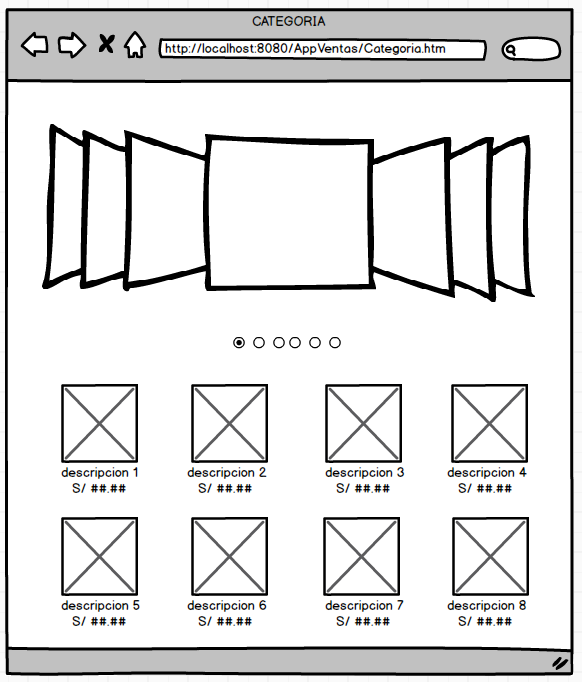 CATEGORIA
http://localhost:8080/AppVentas/Categoria.htm
descripcion 1 descripcion 2 descripcion 3 descripcion 4
S/ ##.## S/ ##.## S/ ##.## S/ ##.##
descripcion 5 descripcion 6 descripcion 7 descripcion 8
S/ ##.## S/ ##.## S/ ##.## S/ ##.##